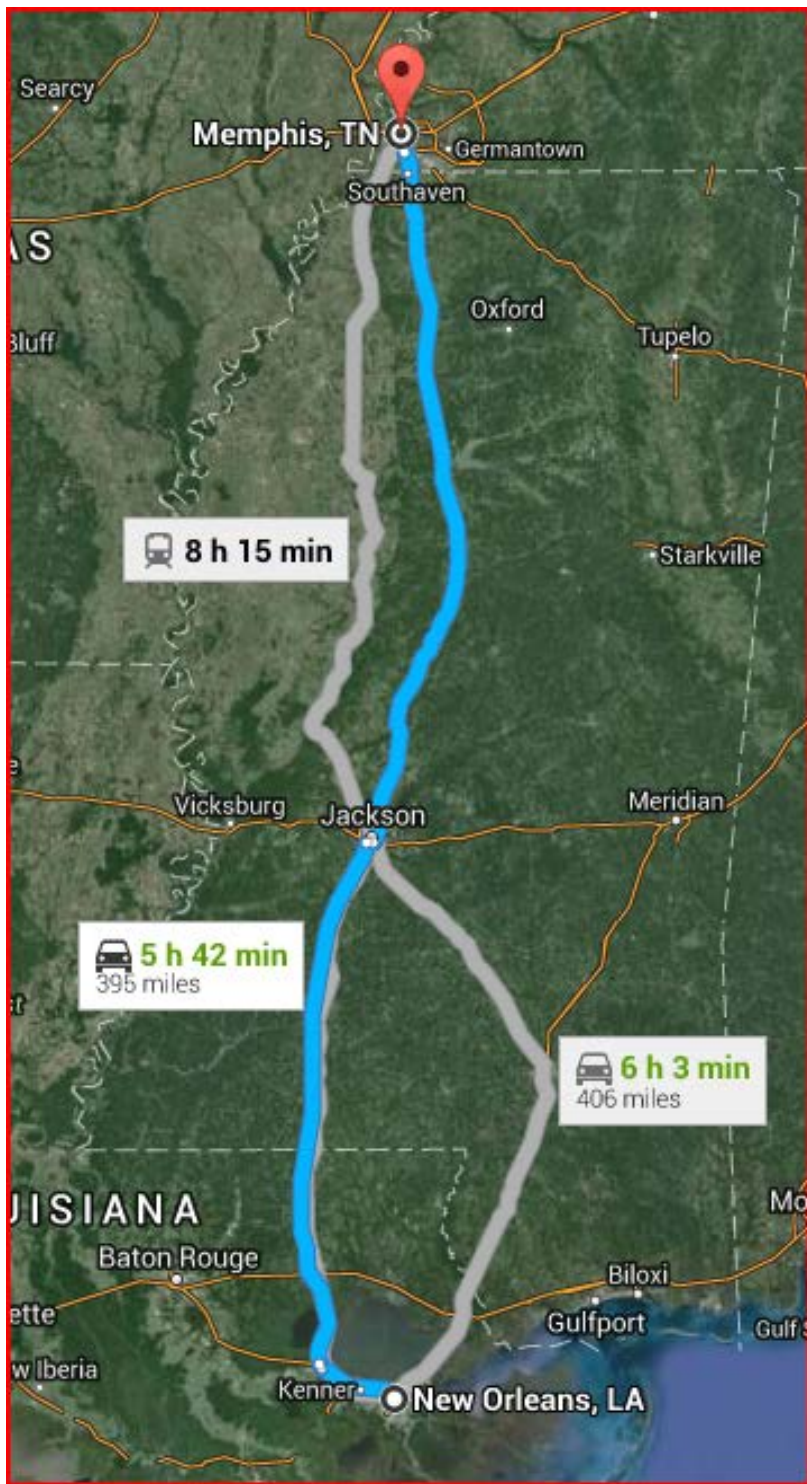 Searcy
Memphis, TN
Germantown
Southaven
AS
Oxford
Bluff
Tupelo
8 h 15 min
Starkville
Vicksburg
Jackson
Meridian
5 h 42 min
395 miles
6 h 3 min
406 miles
UISIANA
Mo
Baton Rouge
Biloxi
ette
Gulfport
Gulf S
w Iberia
Kenner
New Orleans, LA